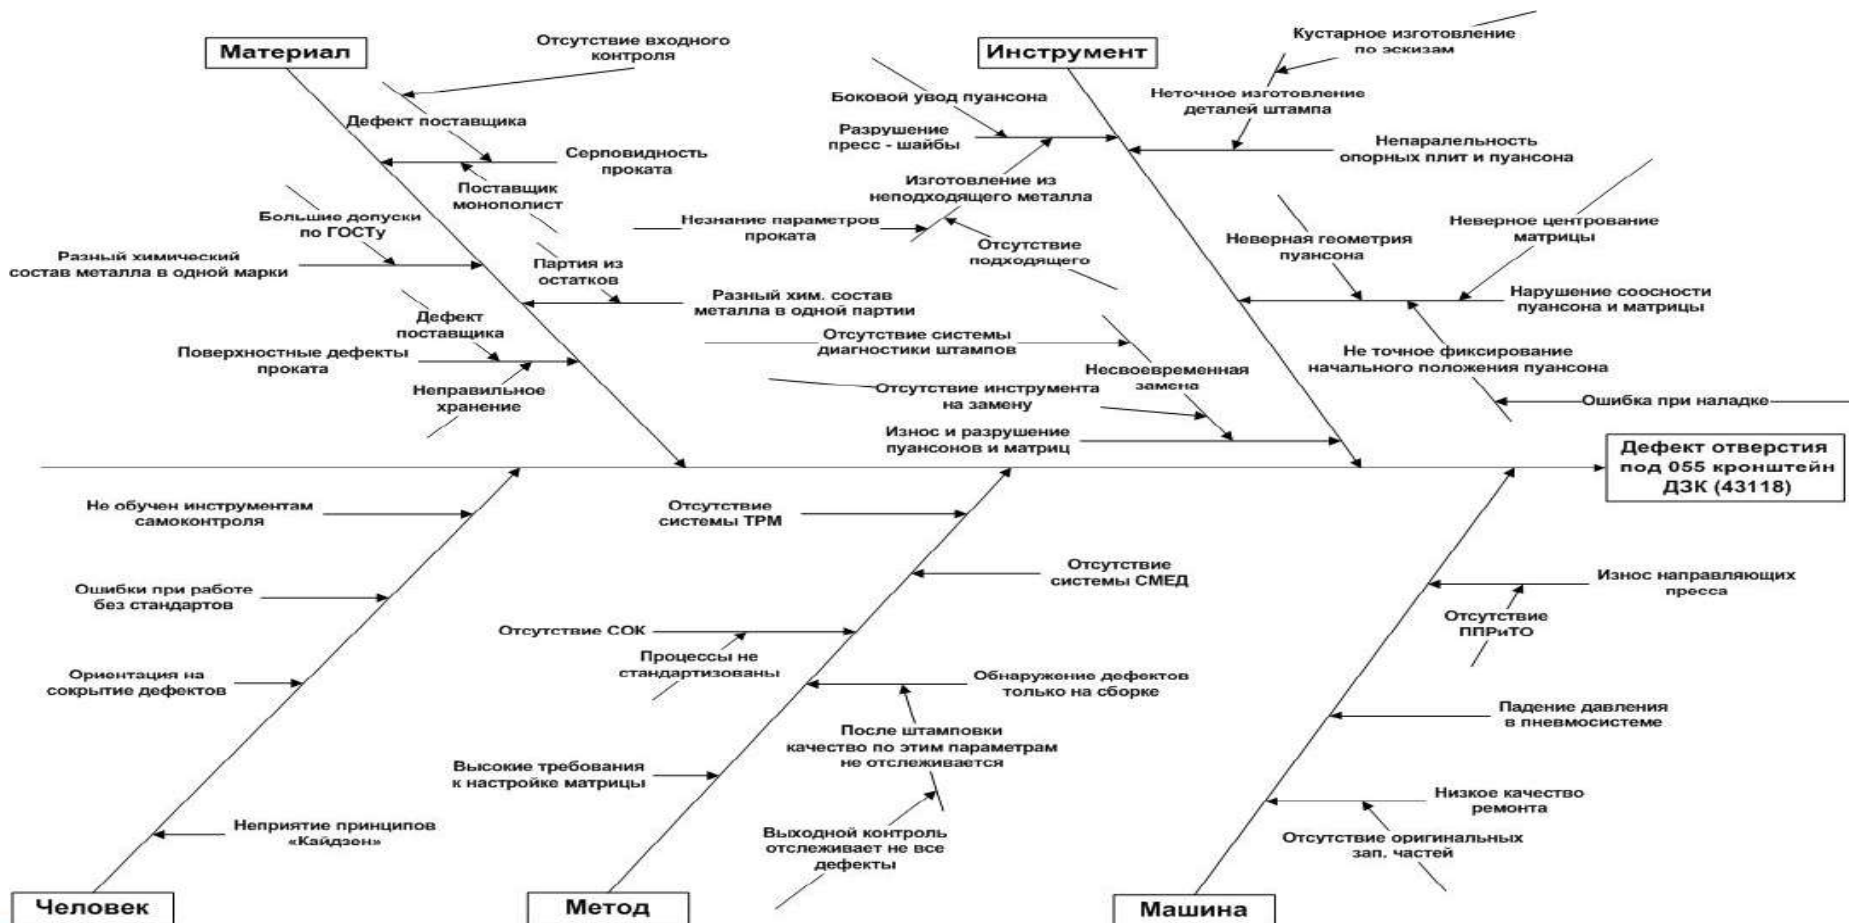 Материал
Отсутствие входного
контроля
Дефект поставщика
Серповидность
проката
Поставщик
монополист
Большие допуски
по ГОСТу
Разный химический
состав металла в одной марки
Партия из
остатков
Разный хим. состав
металла в одной партии
Дефект
поставщика
Поверхностные дефекты
проката
Неправильное
хранение
Инструмент
Кустарное изготовление
по эскизам
Боковой увод пуансона
Неточное изготовление
деталей штампа
Разрушение
пресс - шайбы
Непаралельность
опорных плит и пуансона
Изготовление из
неподходящего металла
Незнание параметров
проката
Отсутствие
подходящего
Неверная геометрия
пуансона
Неверное центрование
матрицы
Нарушение соосности
пуансона и матрицы
Отсутствие системы
диагностики штампов
Несвоевременная
замена
Отсутствие инструмента
на замену
Не точное фиксирование
начального положения пуансона
Ошибка при наладке
Износ и разрушение
пуансонов и матриц
Дефект отверстия
под 055 кронштейн
ДЗК (43118)
Не обучен инструментам
самоконтроля
Ошибки при работе
без стандартов
Ориентация на
сокрытие дефектов
Неприятие принципов
«Кайдзен»
Человек
Отсутствие
системы ТРМ
Отсутствие
системы СМЕД
Отсутствие СОК
Процессы не
стандартизованы
Обнаружение дефектов
только на сборке
После штамповки
качество по этим параметрам
не отслеживается
Высокие требования
к настройке матрицы
Выходной контроль
отслеживает не все
дефекты
Метод
Износ направляющих
пресса
Отсутствие
ППРиТО
Падение давления
в пневмосистеме
Низкое качество
ремонта
Отсутствие оригинальных
зап. частей
Машина